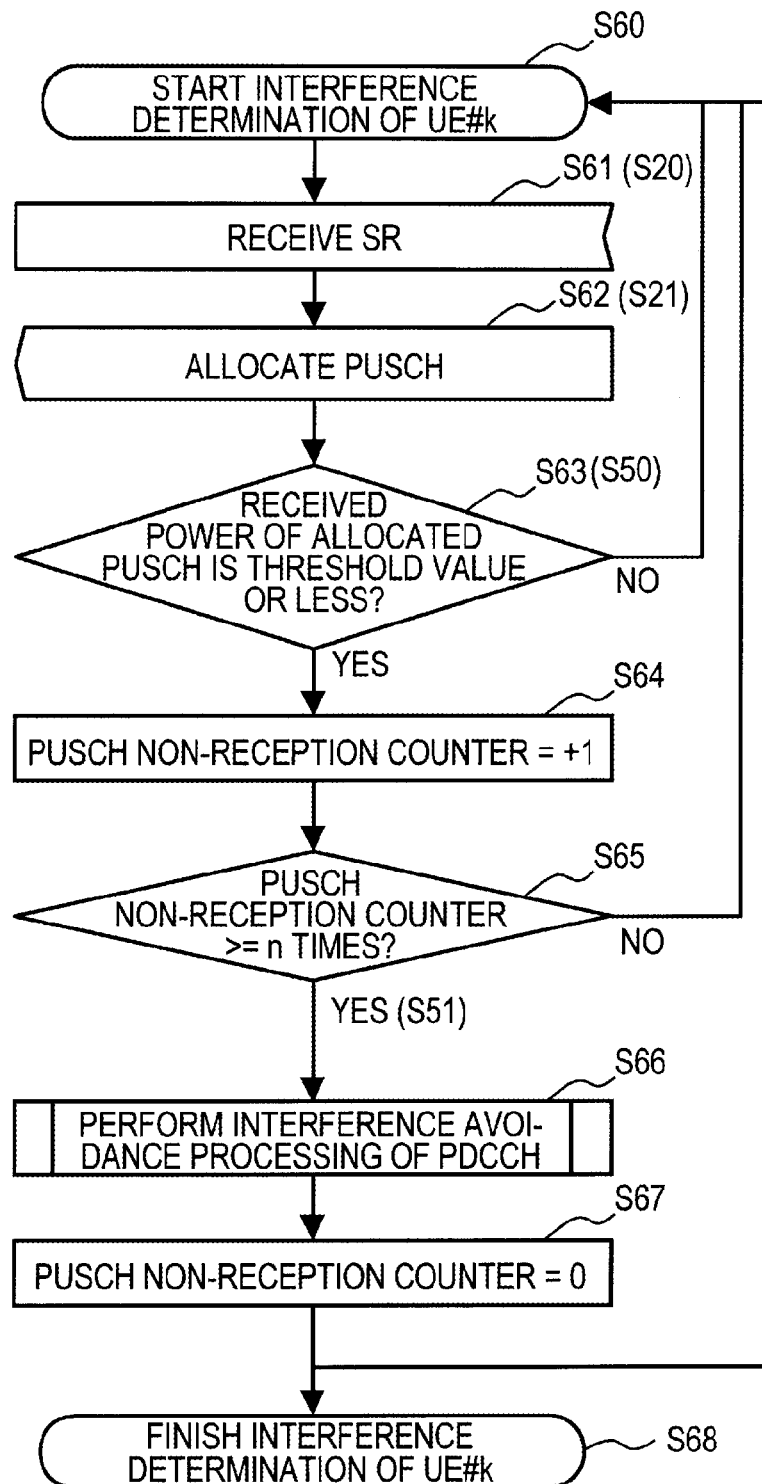 S60
START INTERFERENCE
DETERMINATION OF UE#k
S61 (S20)
RECEIVE SR
S62 (S21)
ALLOCATE PUSCH
S63 (S50)
RECEIVED
POWER OF ALLOCATED
PUSCH IS THRESHOLD VALUE
OR LESS?
NO
YES
S64
PUSCH NON-RECEPTION COUNTER = +1
S65
PUSCH
NON-RECEPTION COUNTER
>= n TIMES?
NO
YES (S51)
S66
PERFORM INTERFERENCE AVOI-
DANCE PROCESSING OF PDCCH
S67
PUSCH NON-RECEPTION COUNTER = 0
FINISH INTERFERENCE
DETERMINATION OF UE#k
S68